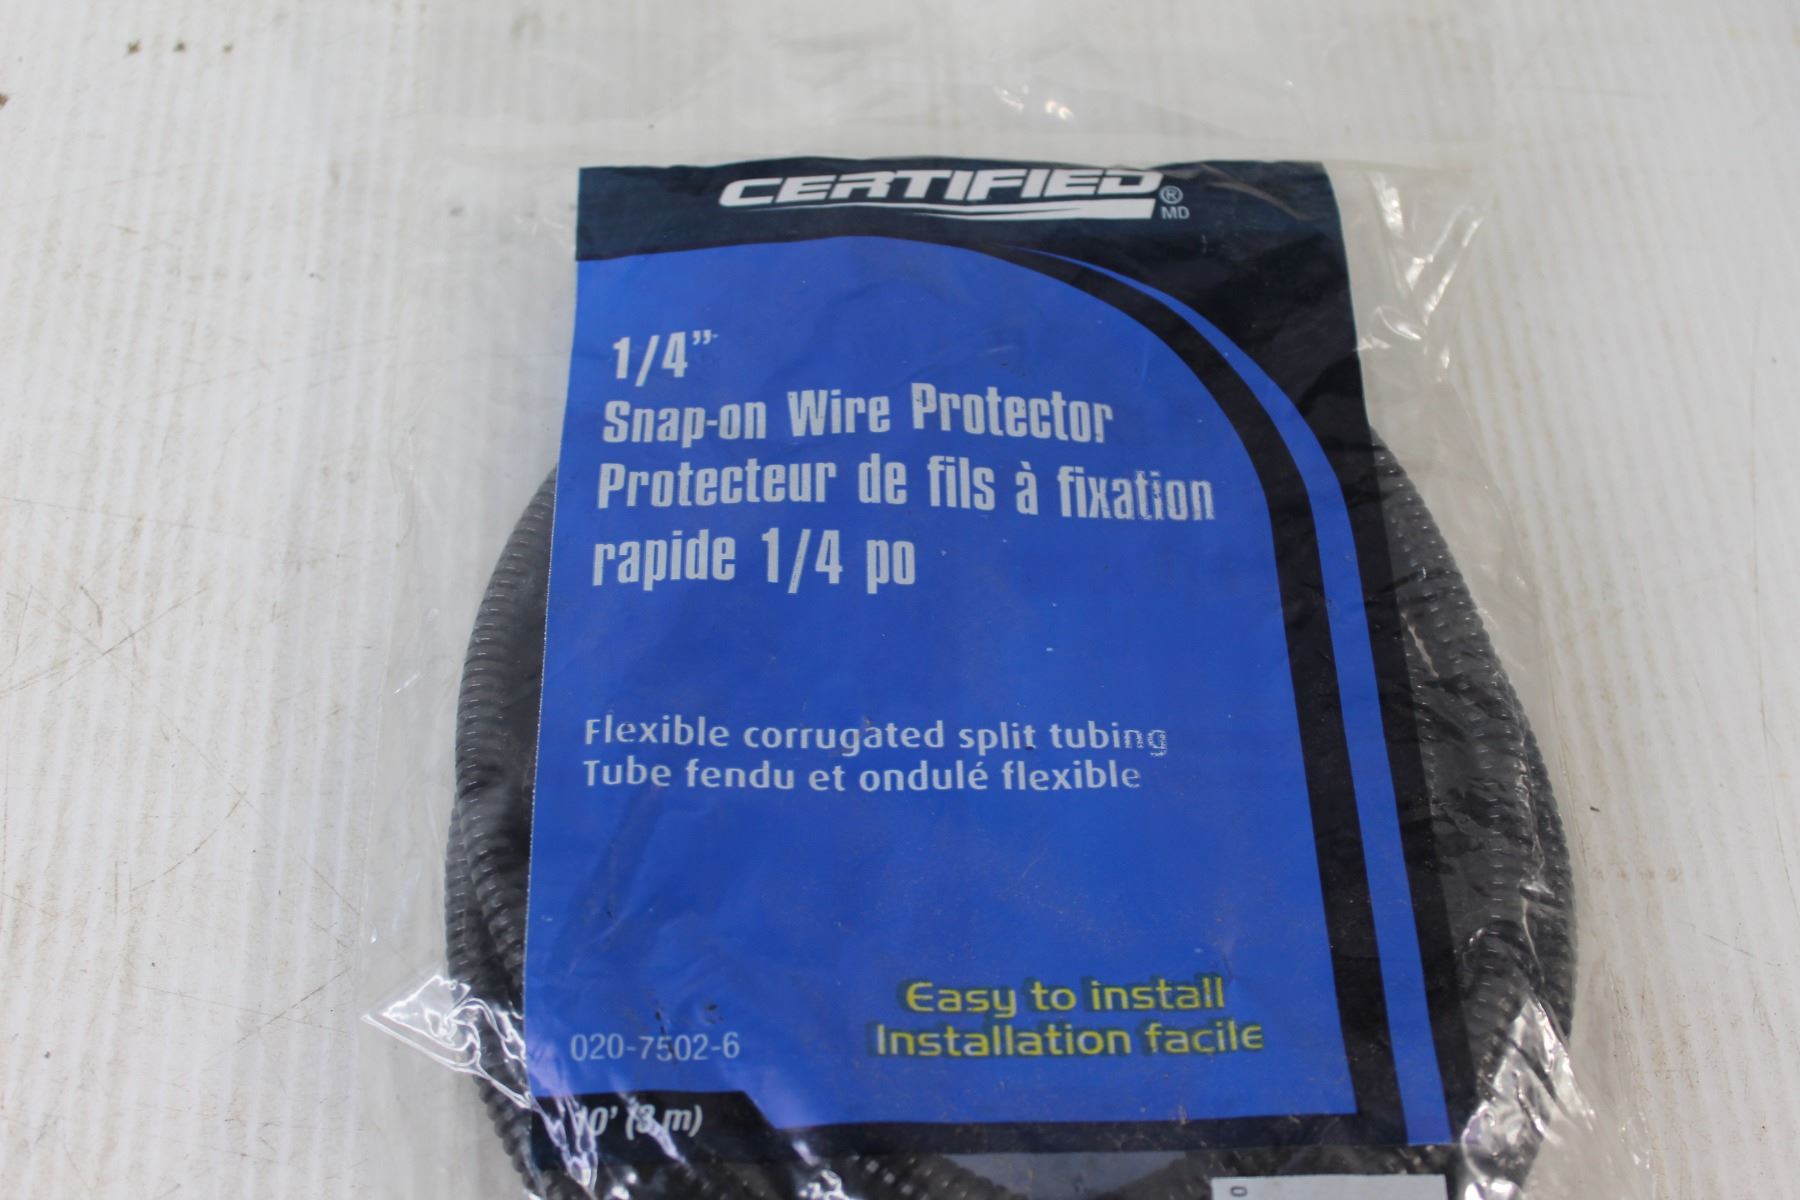 CERTIFIED®
MD
1/4"
Snap-on Wire Protector
Protecteur de fils à fixation
rapide 1/4 po
Flexible corrugated split tubing
Tube fendu et ondulé flexible
Easy to install
Installation facile
020-7502-6
10' (3 m)